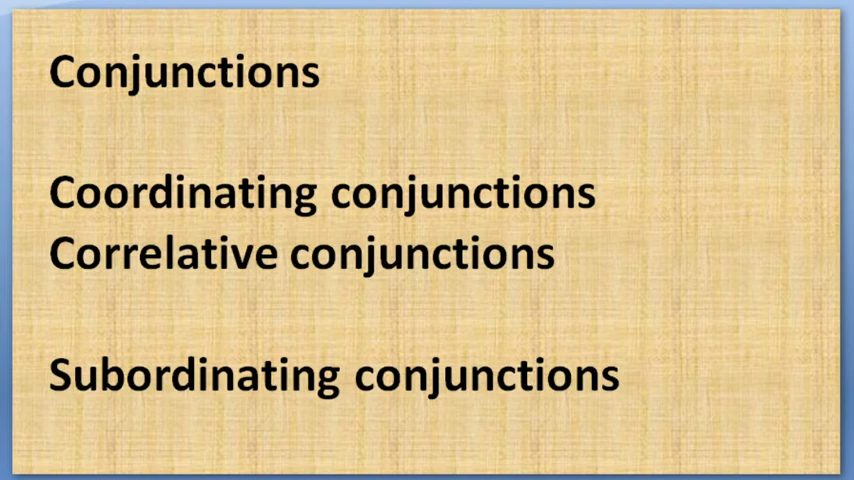 Conjunctions
Coordinating conjunctions
Correlative conjunctions
Subordinating conjunctions